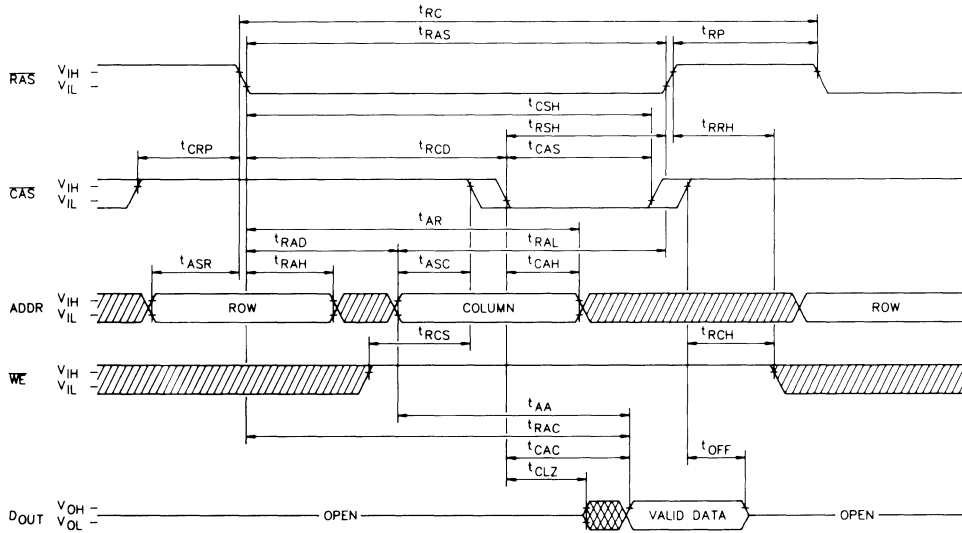 tRC
tRAS
tRP
RAS VIH
VIL
tCSH
tRSH
tRRH
tCRP
tRCD
tCAS
CAS VIH
VIL
tAR
tRAD
tRAL
tASR
tRAH
tASC
tCAH
ADDR VIH
VIL
ROW
COLUMN
ROW
tRCS
tRCH
WE VIH
VIL
tAA
tRAC
tCAC
tOFF
tCLZ
DOUT VOH
VOL
OPEN
VALID DATA
OPEN